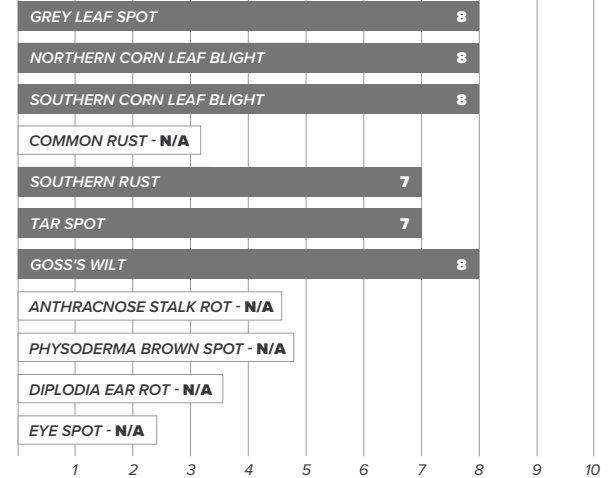 GREY LEAF SPOT 8
NORTHERN CORN LEAF BLIGHT 8
SOUTHERN CORN LEAF BLIGHT 8
COMMON RUST - N/A
SOUTHERN RUST 7
TAR SPOT 7
GOSS'S WILT 8
ANTHRACNOSE STALK ROT - N/A
PHYSODERMA BROWN SPOT - N/A
DIPLODIA EAR ROT - N/A
EYE SPOT - N/A
1 2 3 4 5 6 7 8 9 10